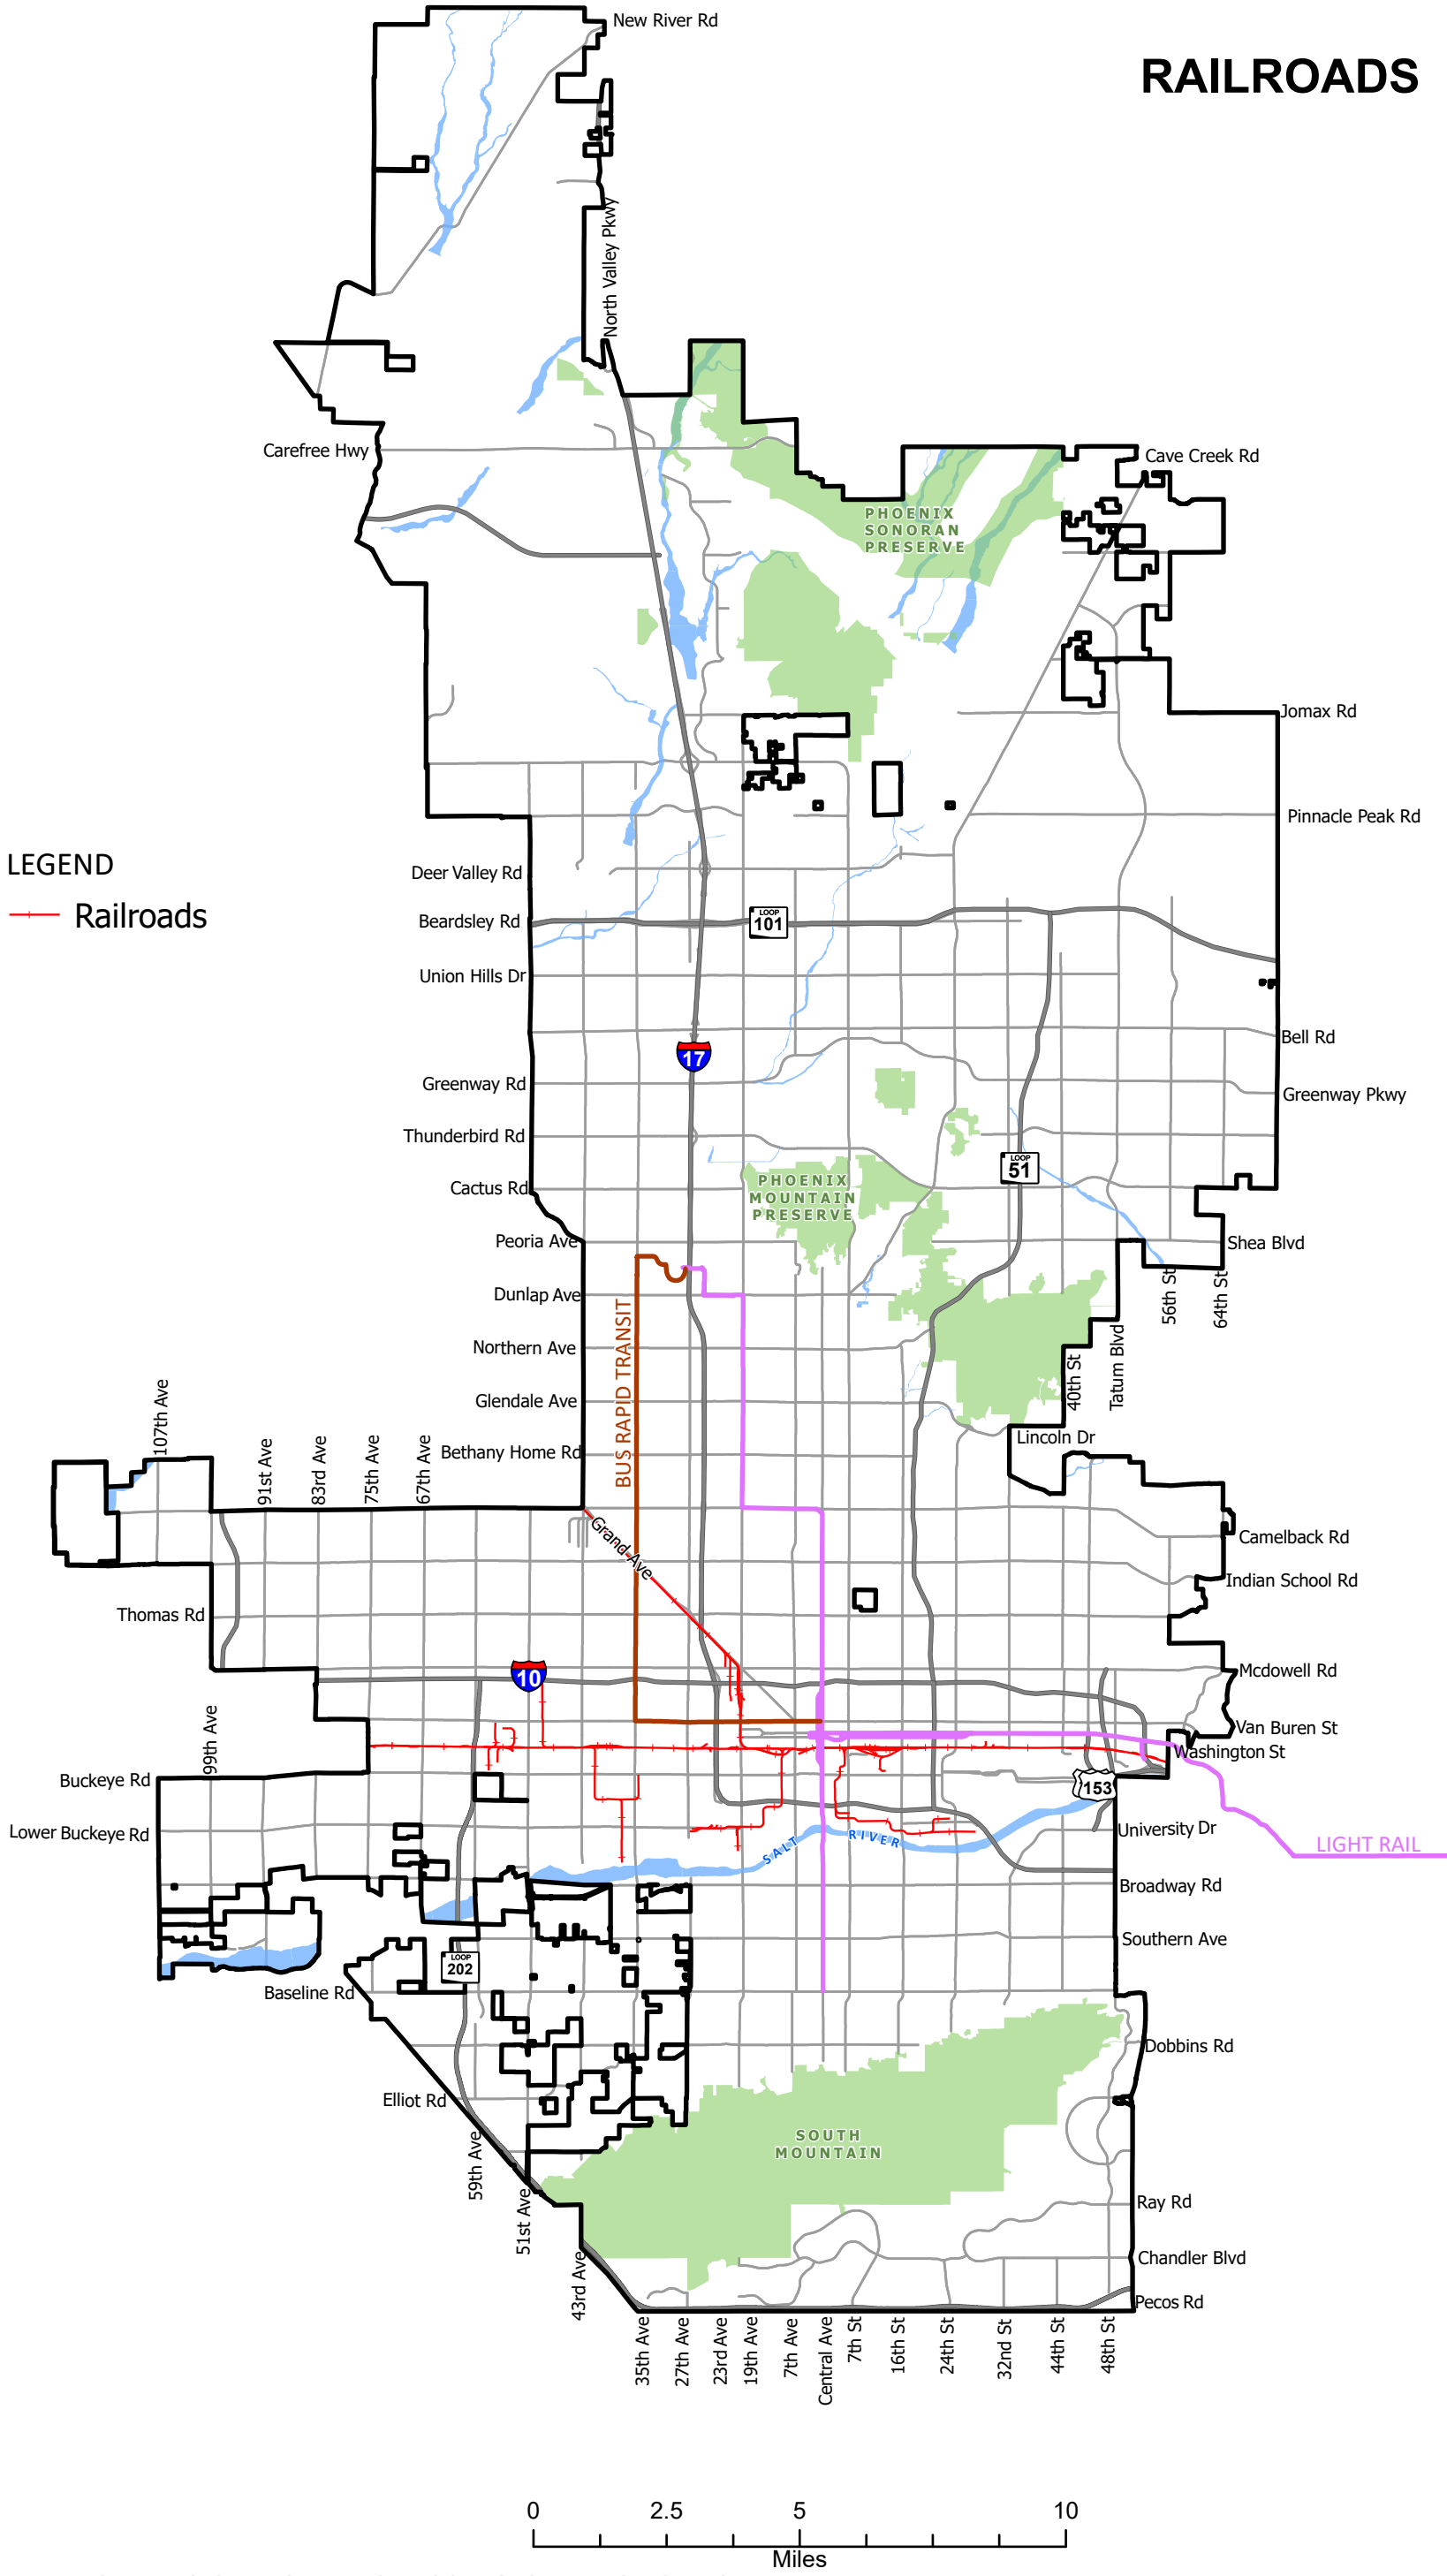 New River Rd
RAILROADS
North Valley Pkwy
Carefree Hwy
Cave Creek Rd
PHOENIX
SONORAN
PRESERVE
Jomax Rd
Pinnacle Peak Rd
LEGEND
Railroads
Deer Valley Rd
Beardsley Rd
LOOP
101
Union Hills Dr
Bell Rd
17
Greenway Rd
Greenway Pkwy
Thunderbird Rd
LOOP
51
Cactus Rd
PHOENIX
MOUNTAIN
PRESERVE
Peoria Ave
Shea Blvd
56th St
64th St
Dunlap Ave
BUS RAPID TRANSIT
Northern Ave
Tatum Blvd
40th St
Glendale Ave
107th Ave
91st Ave
83rd Ave
75th Ave
67th Ave
Bethany Home Rd
Lincoln Dr
Grand Ave
Camelback Rd
Indian School Rd
Thomas Rd
10
Mcdowell Rd
99th Ave
Van Buren St
Washington St
Buckeye Rd
153
Lower Buckeye Rd
University Dr
SALT
RIVER
LIGHT RAIL
Broadway Rd
Southern Ave
LOOP
202
Baseline Rd
Dobbins Rd
Elliot Rd
SOUTH
MOUNTAIN
59th Ave
51st Ave
Ray Rd
43rd Ave
Chandler Blvd
Pecos Rd
35th Ave
27th Ave
23rd Ave
19th Ave
7th Ave
Central Ave
7th St
16th St
24th St
32nd St
44th St
48th St
0 2.5 5 10
Miles